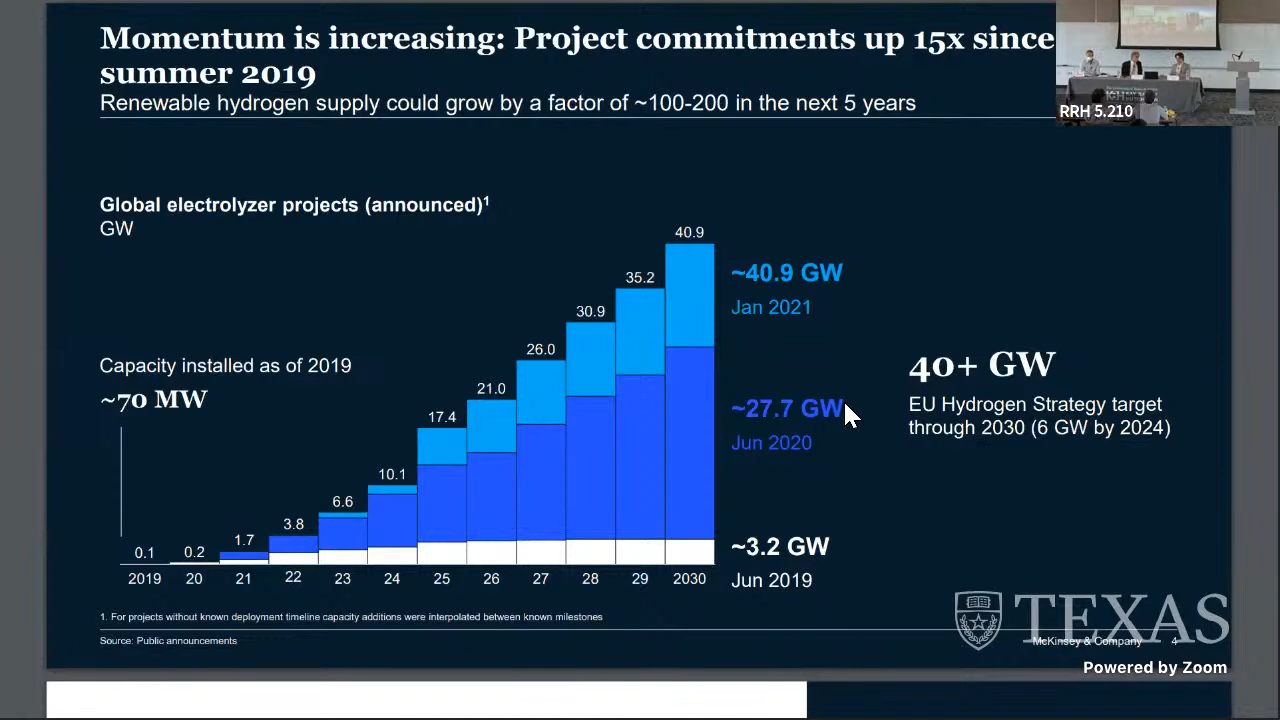 Momentum is increasing: Project commitments up 15x since
summer 2019
Renewable hydrogen supply could grow by a factor of ~100-200 in the next 5 years
RRH 5.210
Global electrolyzer projects (announced)¹
GW
40.9
35.2
30.9
26.0
21.0
17.4
10.1
6.6
3.8
1.7
0.2
0.1
~40.9 GW
Jan 2021
Capacity installed as of 2019
~70 MW
~27.7 GW
Jun 2020
40+ GW
EU Hydrogen Strategy target
through 2030 (6 GW by 2024)
~3.2 GW
Jun 2019
2019 20 21 22 23 24 25 26 27 28 29 2030
1. For projects without known deployment timeline capacity additions were interpolated between known milestones
Source: Public announcements
TEXAS
McKinsey & Company 4
Powered by Zoom